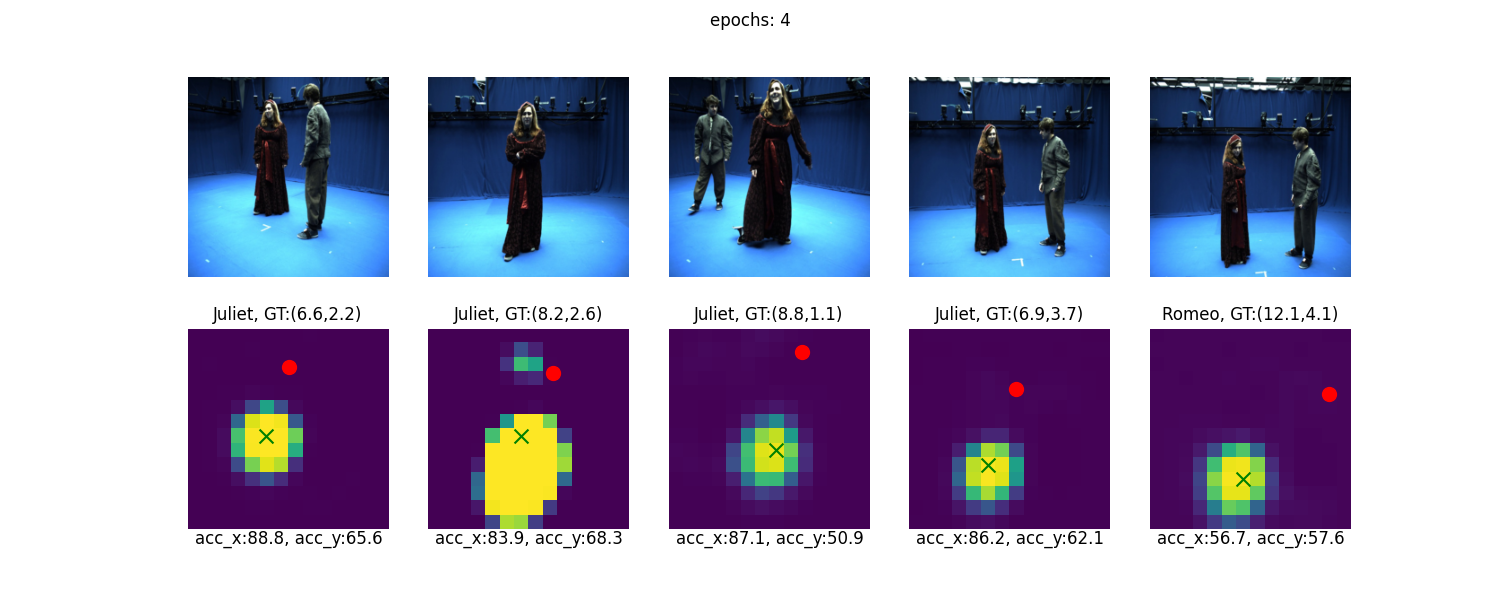 epochs: 4
Juliet, GT:(6.6,2.2)
Juliet, GT:(8.2,2.6)
Juliet, GT:(8.8,1.1)
Juliet, GT:(6.9,3.7)
Romeo, GT:(12.1,4.1)
acc_x:88.8, acc_y:65.6
acc_x:83.9, acc_y:68.3
acc_x:87.1, acc_y:50.9
acc_x:86.2, acc_y:62.1
acc_x:56.7, acc_y:57.6